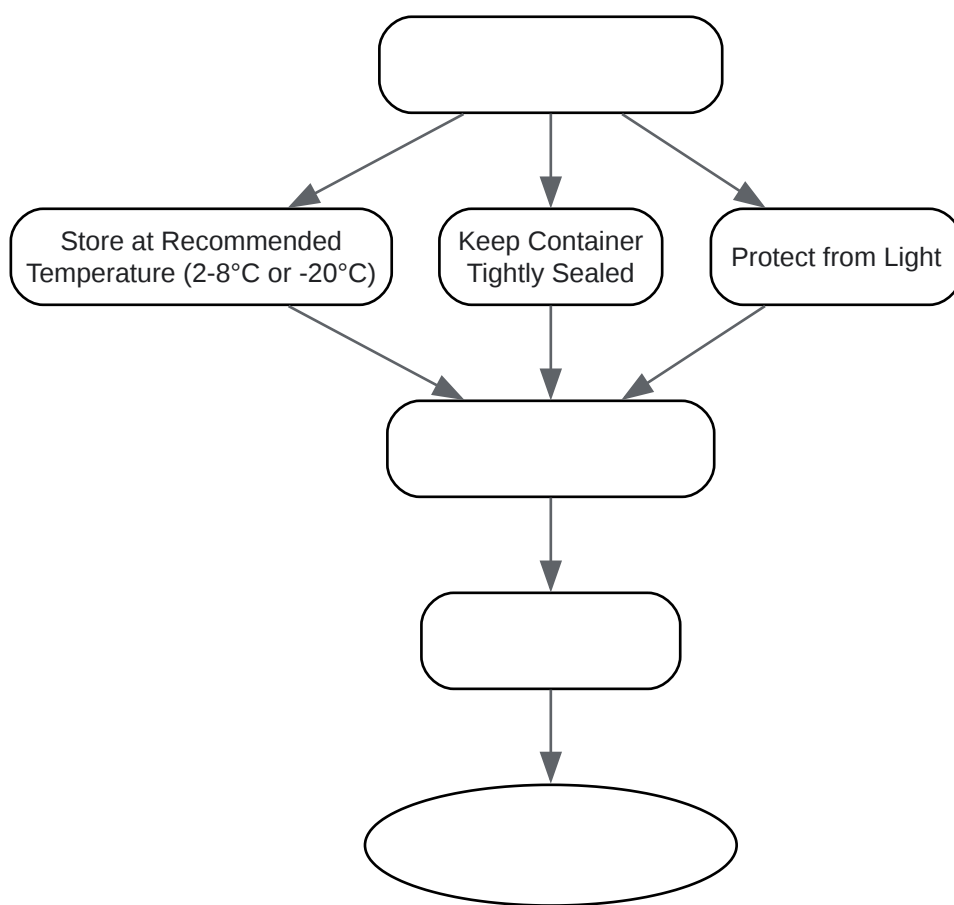 Store at Recommended
Temperature (2-8°C or -20°C)
Keep Container
Tightly Sealed
Protect from Light